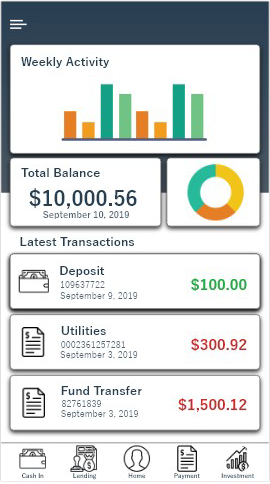 Weekly Activity
Total Balance
$10,000.56
September 10, 2019
Latest Transactions
Deposit
109637722
September 9, 2019
$100.00
Utilities
0002361257281
September 3, 2019
$300.92
Fund Transfer
82761839
September 3, 2019
$1,500.12
Cash In
Lending
Home
Payment
Investment